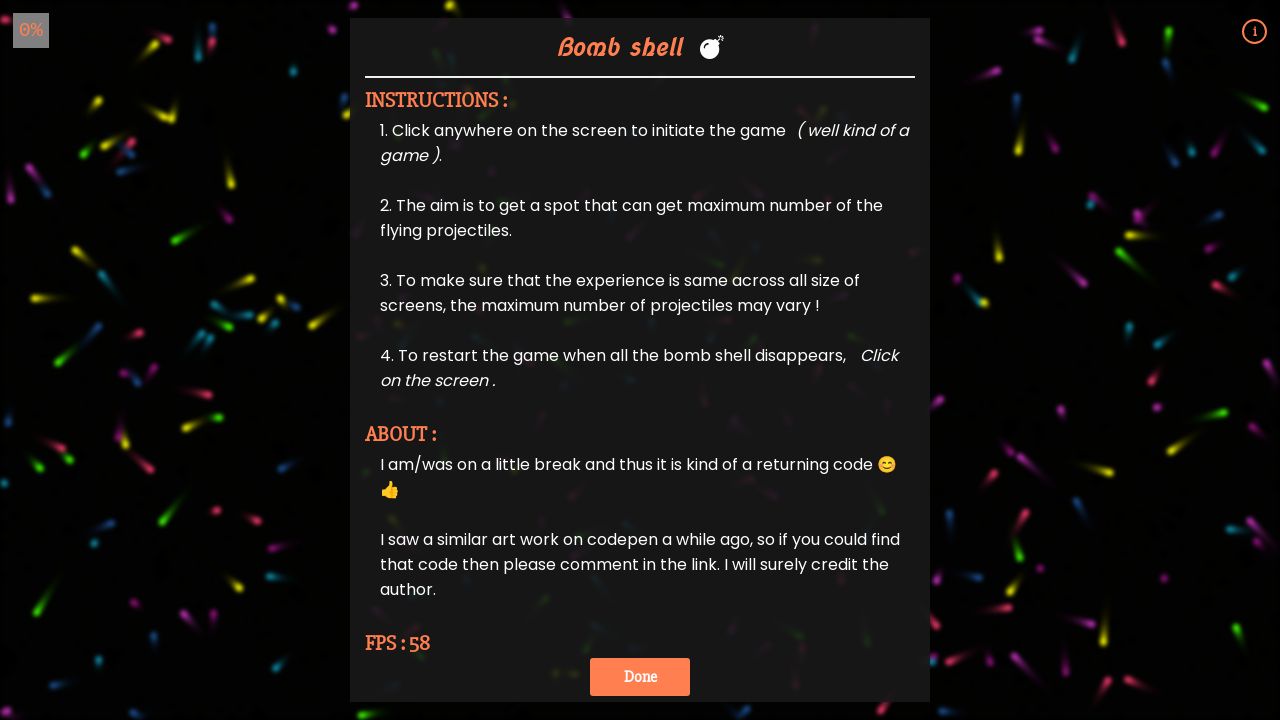 0%
i
Bomb shell 💣
INSTRUCTIONS :
1. Click anywhere on the screen to initiate the game ( well kind of a
game ).
2. The aim is to get a spot that can get maximum number of the
flying projectiles.
3. To make sure that the experience is same across all size of
screens, the maximum number of projectiles may vary !
4. To restart the game when all the bomb shell disappears, Click
on the screen .
ABOUT :
I am/was on a little break and thus it is kind of a returning code 😊
👍
I saw a similar art work on codepen a while ago, so if you could find
that code then please comment in the link. I will surely credit the
author.
FPS : 58
Done